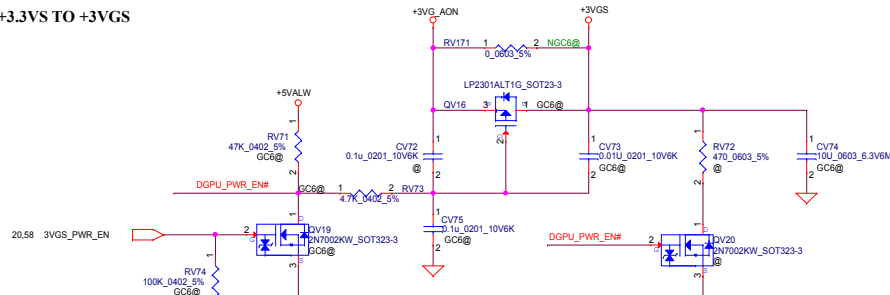 +3.3VS TO +3VGS
+3VG_AON
+3VGS
RV171
1
2
NGC6@
0_0603_5%
LP2301ALT1G_SOT23-3
QV16
3
1
GC6@
2
+5VALW
1
RV71
47K_0402_5%
GC6@
2
CV72
0.1u_0201_10V6K
@
1
2
CV73
0.01U_0201_10V6K
GC6@
1
2
RV72
470_0603_5%
@
1
2
CV74
10U_0603_6.3V6M
GC6@
1
2
DGPU_PWR_EN#
GC6@
1
2
RV73
4.7K_0402_5%
CV75
0.1u_0201_10V6K
GC6@
1
2
20,58
3VGS_PWR_EN
2
1
QV19
2N7002KW_SOT323-3
GC6@
3
DGPU_PWR_EN#
2
1
QV20
2N7002KW_SOT323-3
@
3
RV74
100K_0402_5%
GC6@
1